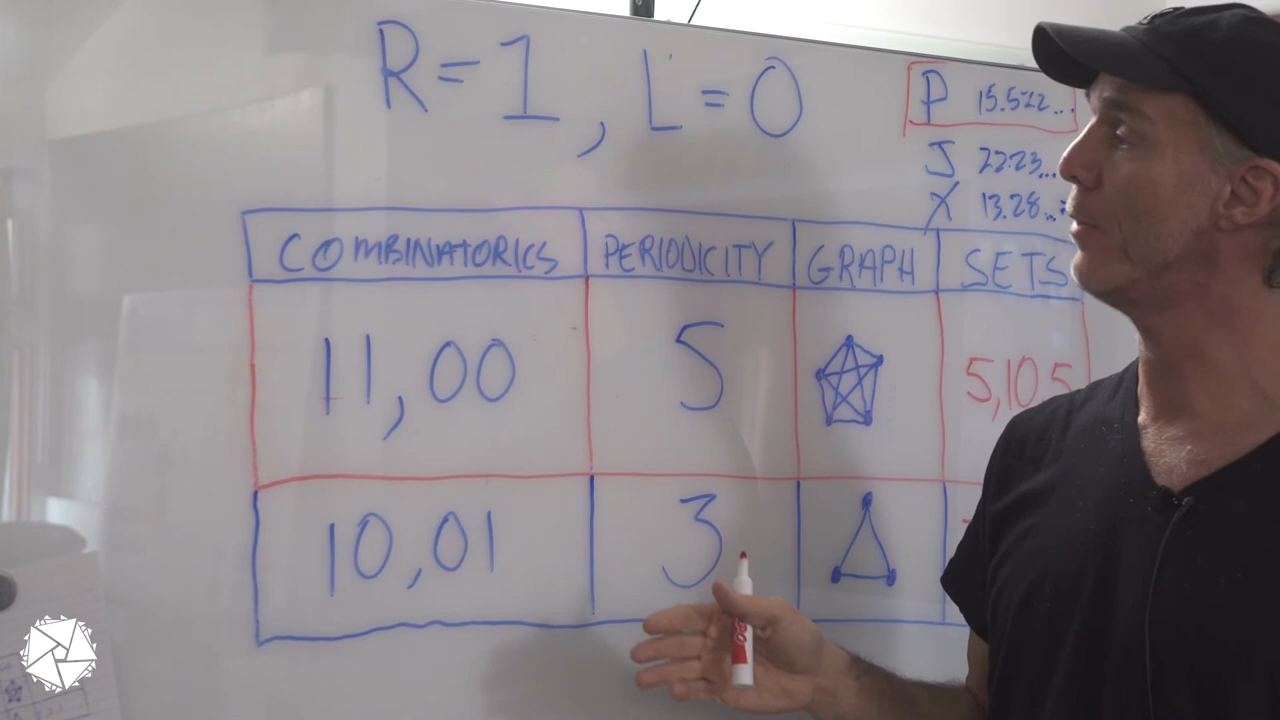 R=1, L=0
P 15.522...
J 22.23...
X 13.28...
COMBINATORICS PERIODICITY GRAPH SETS
11,00 5 5,10,5
10,01 3